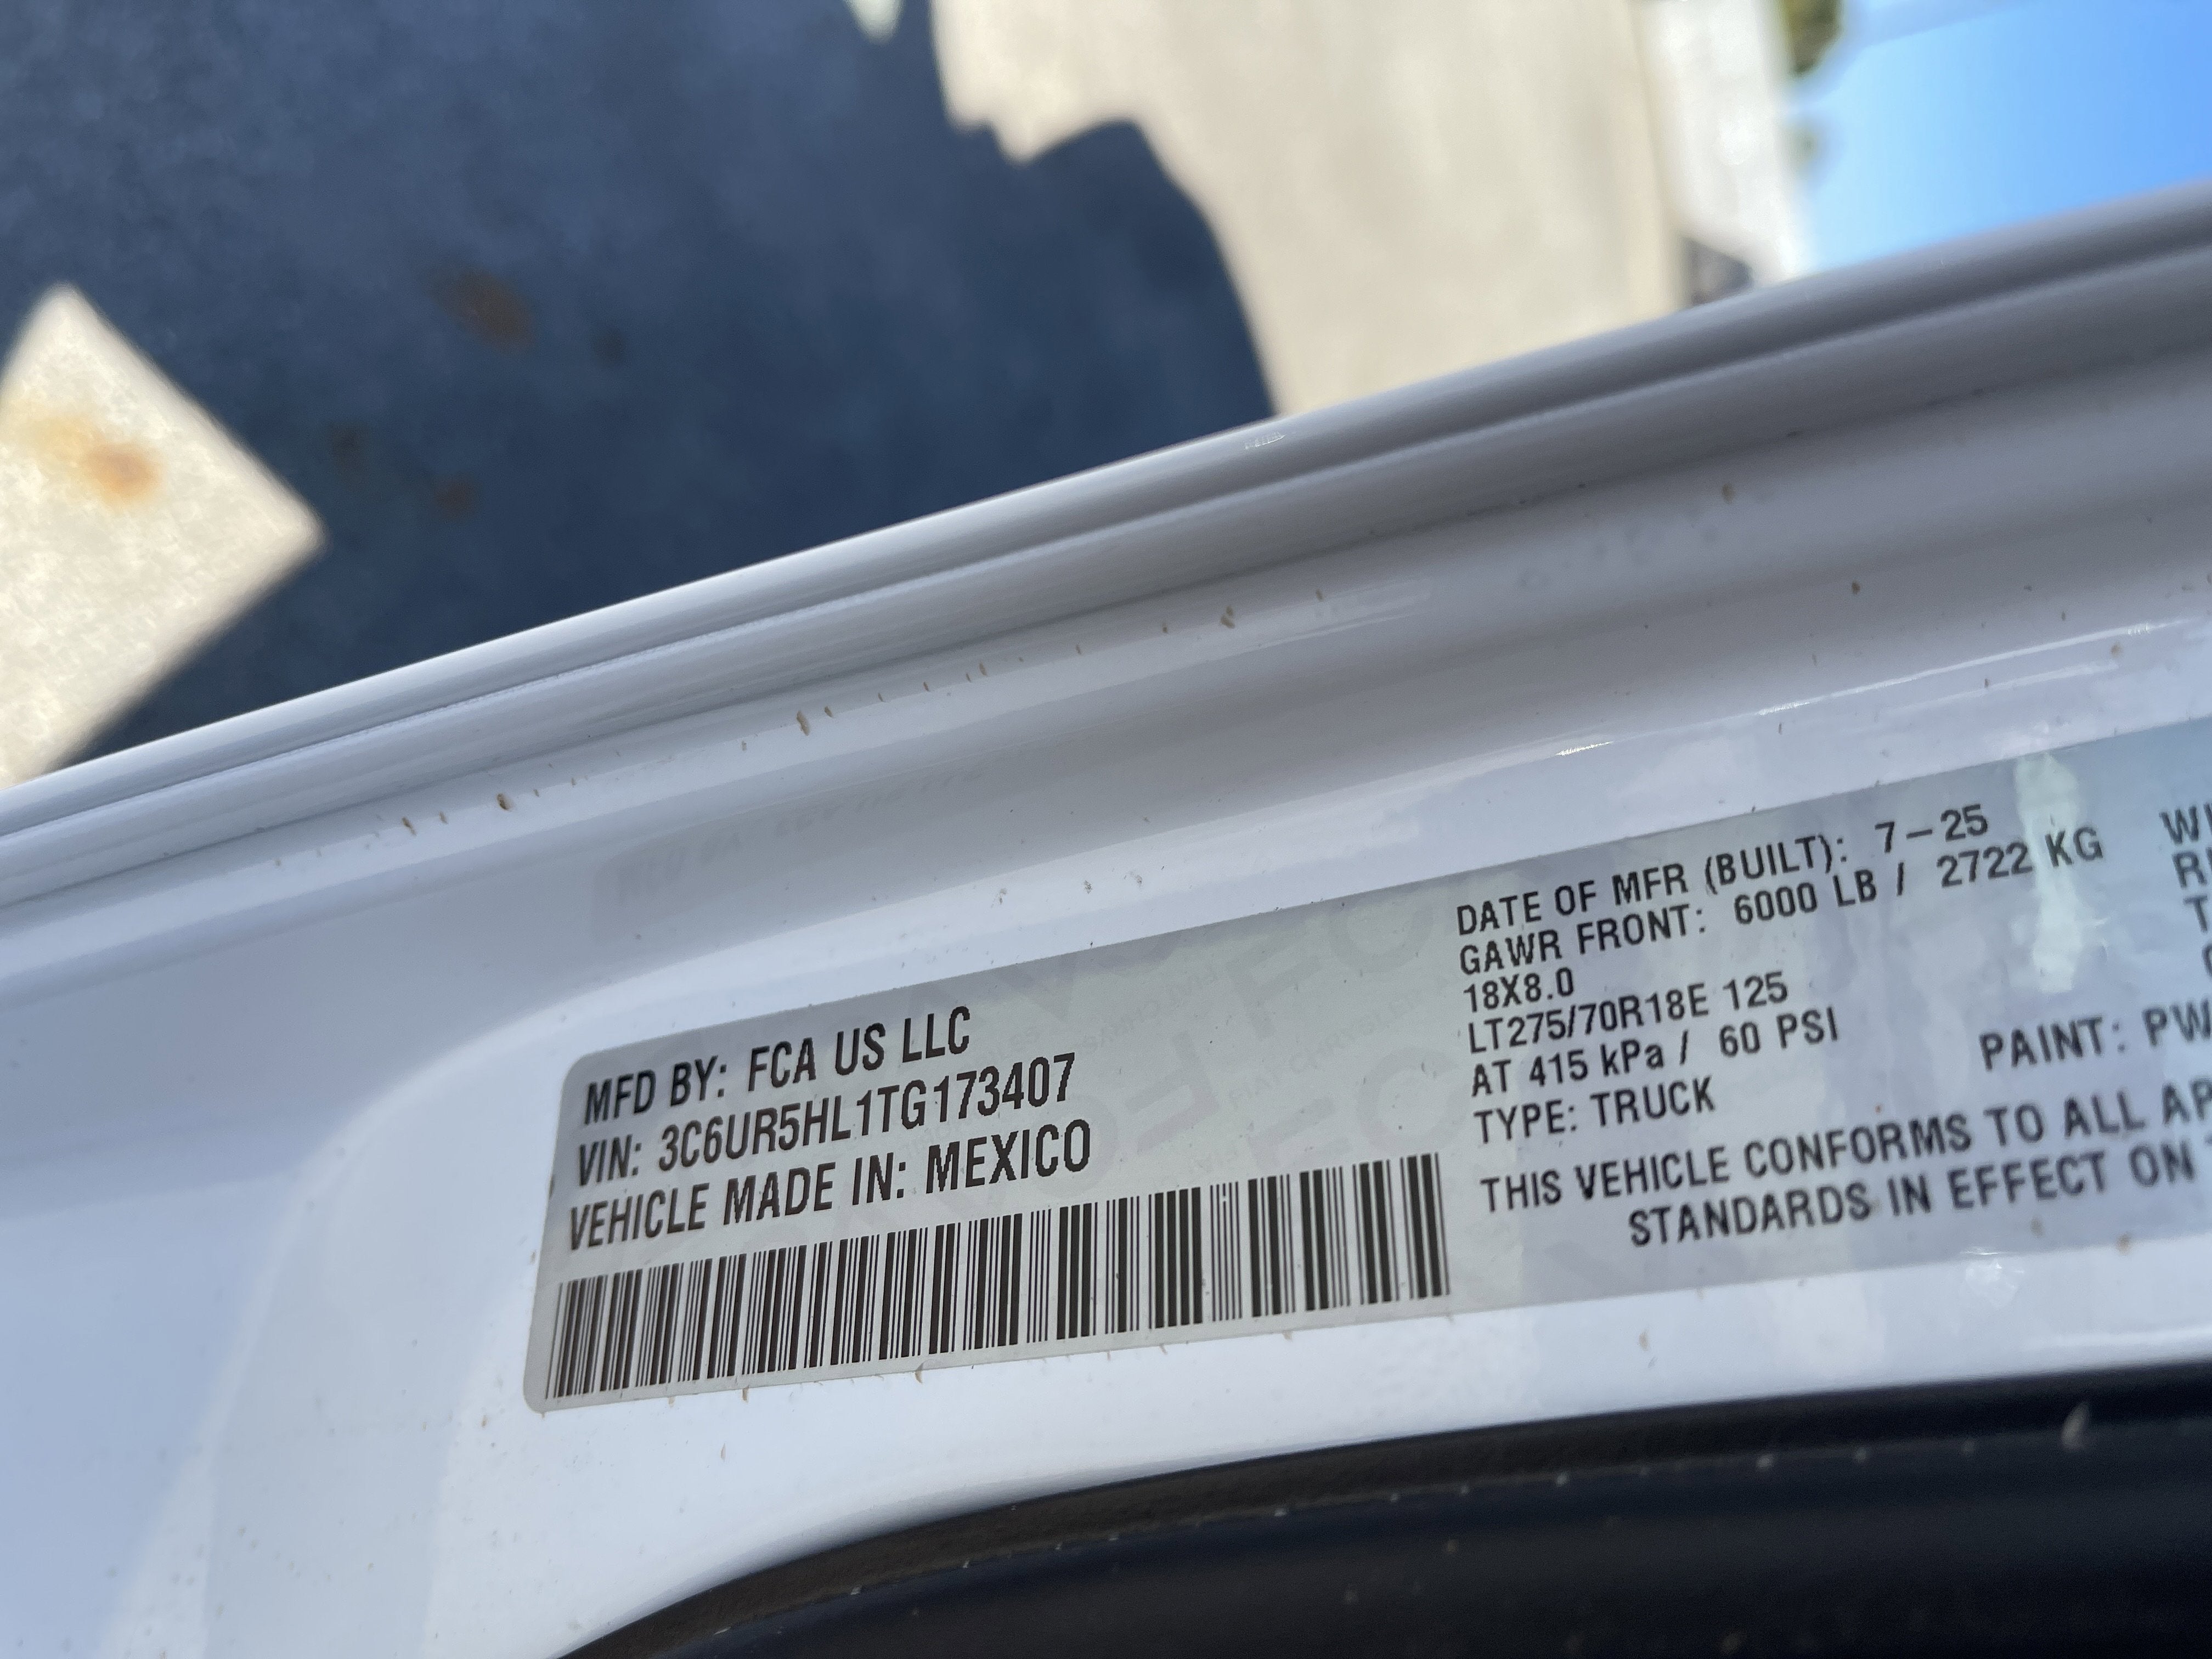 MFD BY: FCA US LLC
VIN: 3C6UR5HL1TG173407
VEHICLE MADE IN: MEXICO
DATE OF MFR (BUILT): 7-25
GAWR FRONT: 6000 LB / 2722 KG
18X8.0
LT275/70R18E 125
AT 415 kPa / 60 PSI
TYPE: TRUCK
PAINT: PW
THIS VEHICLE CONFORMS TO ALL AP
STANDARDS IN EFFECT ON